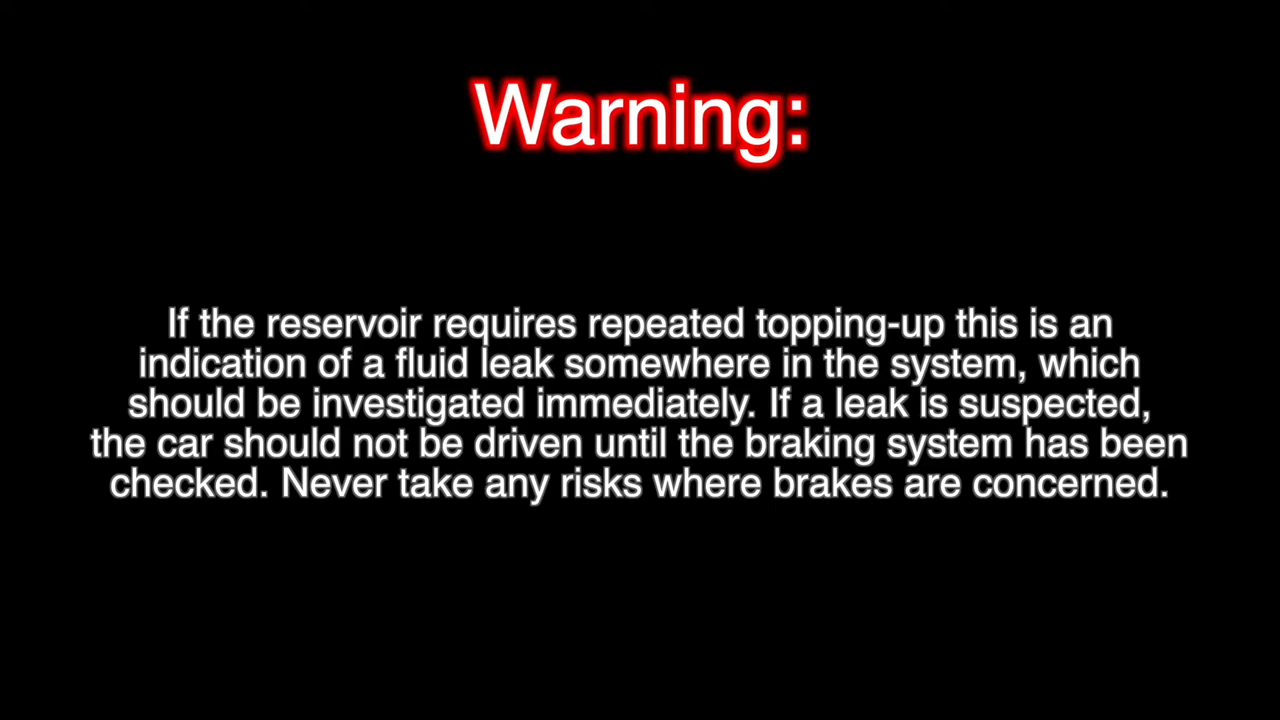 Warning:
If the reservoir requires repeated topping-up this is an
indication of a fluid leak somewhere in the system, which
should be investigated immediately. If a leak is suspected,
the car should not be driven until the braking system has been
checked. Never take any risks where brakes are concerned.